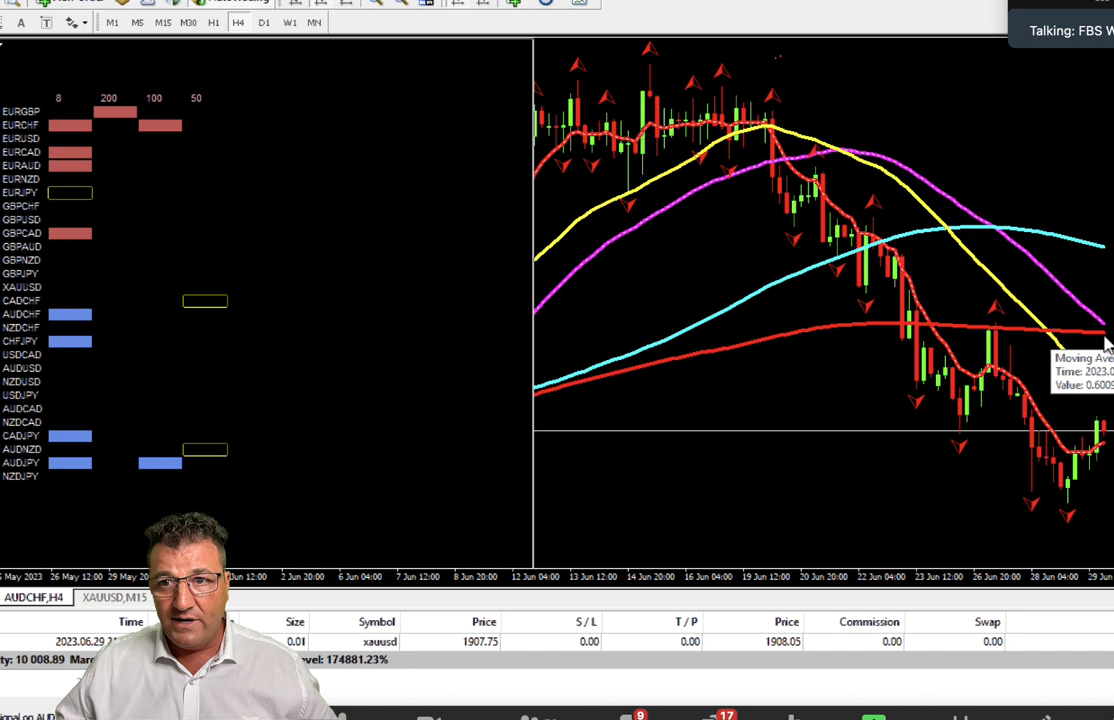 Talking: FBS W
A T M1 M5 M15 M30 H1 H4 D1 W1 MN
8 200 100 50
EURGBP
EURCHF
EURUSD
EURCAD
EURAUD
EURNZD
EURJPY
GBPCHF
GBPUSD
GBPCAD
GBPAUD
GBPNZD
GBPJPY
XAUUSD
CADCHF
AUDCHF
NZDCHF
CHFJPY
USDCAD
AUDUSD
NZDUSD
USDJPY
AUDCAD
NZDCAD
CADJPY
AUDNZD
AUDJPY
NZDJPY
Moving Ave
Time: 2023.0
Value: 0.6009
May 2023 26 May 12:00 29 May 20 Jun 12:00 2 Jun 20:00 6 Jun 04:00 7 Jun 12:00 8 Jun 20:00 12 Jun 04:00 13 Jun 12:00 14 Jun 20:00 16 Jun 04:00 19 Jun 12:00 20 Jun 20:00 22 Jun 04:00 23 Jun 12:00 26 Jun 20:00 28 Jun 04:00 29 Jun
AUDCHF,H4 XAUUSD,M15
Time Size Symbol Price S / L T / P Price Commission Swap
2023.06.29 0.01 xauusd 1907.75 0.00 0.00 1908.05 0.00 0.00
ty: 10 008.89 Mar evel: 174881.23%
ignal on AUD
9 17